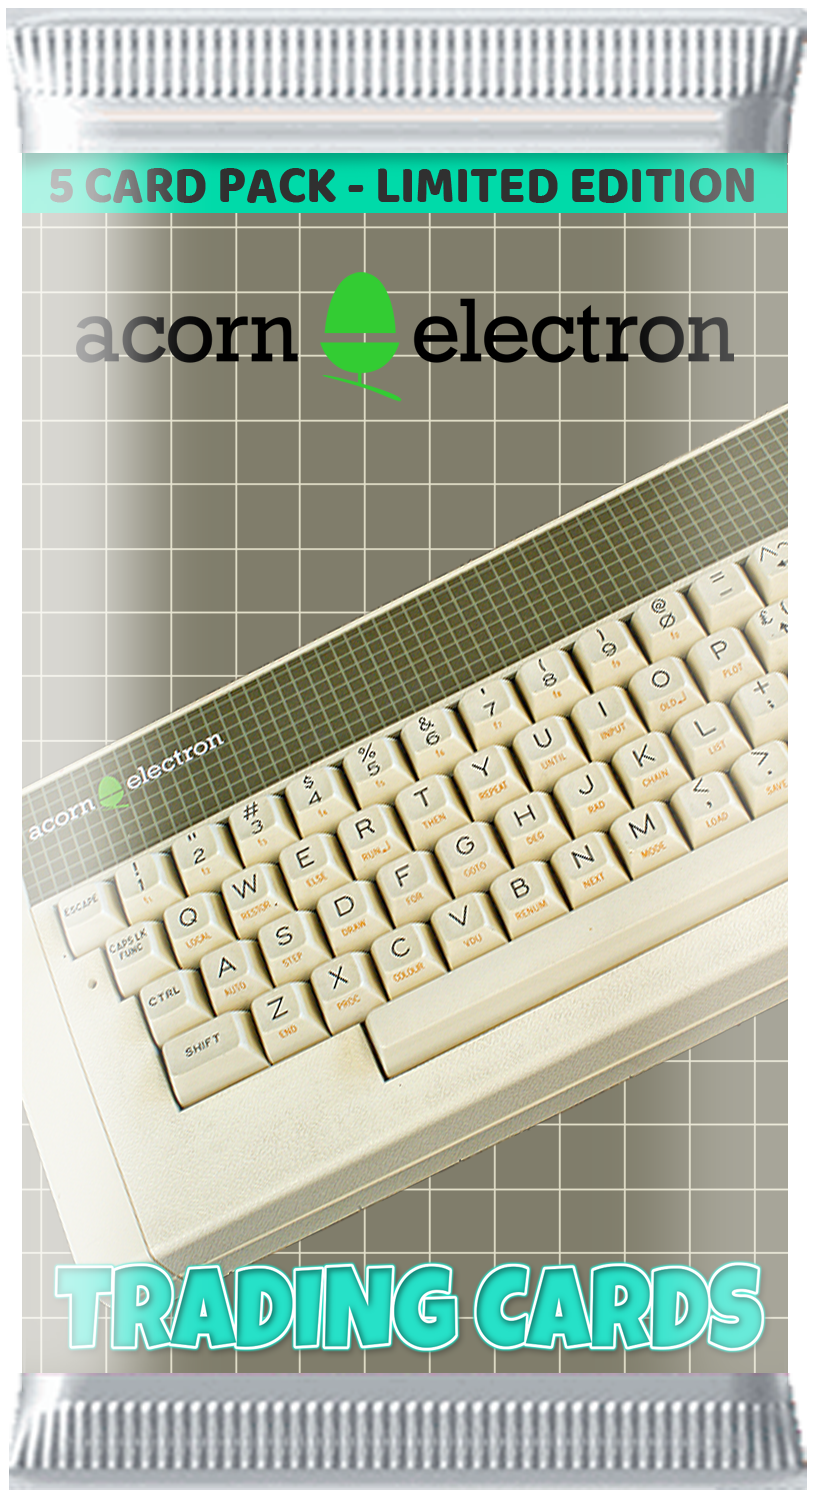 5 CARD PACK - LIMITED EDITION
acorn electron
acorn electron
ESCAPE ! 1 f1 " 2 f2 # 3 f3 $ 4 f4 % 5 f5 & 6 f6 ' 7 f7 ( 8 f8 ) 9 f9 @ 0 f0 = -
CAPS LK FUNC Q LOCAL W RESTOR. E ELSE R RUN T THEN Y REPEAT U UNTIL I INPUT O OLD P PLOT £
CTRL A AUTO S STEP D DRAW F FOR G GOTO H DEG J RAD K CHAIN L LIST + ;
SHIFT Z END X PROC C COLOUR V VDU B RENUM N NEXT M MODE < , LOAD > . SAVE
TRADING CARDS